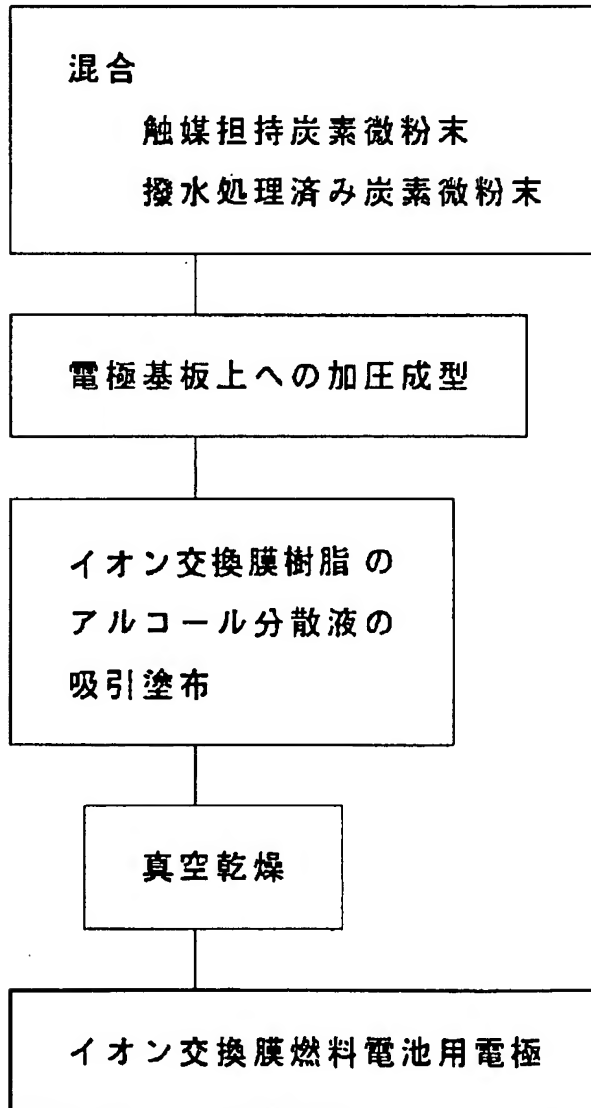 混合
触媒担持炭素微粉末
撥水処理済み炭素微粉末
電極基板上への加圧成型
イオン交換膜樹脂の
アルコール分散液の
吸引塗布
真空乾燥
イオン交換膜燃料電池用電極